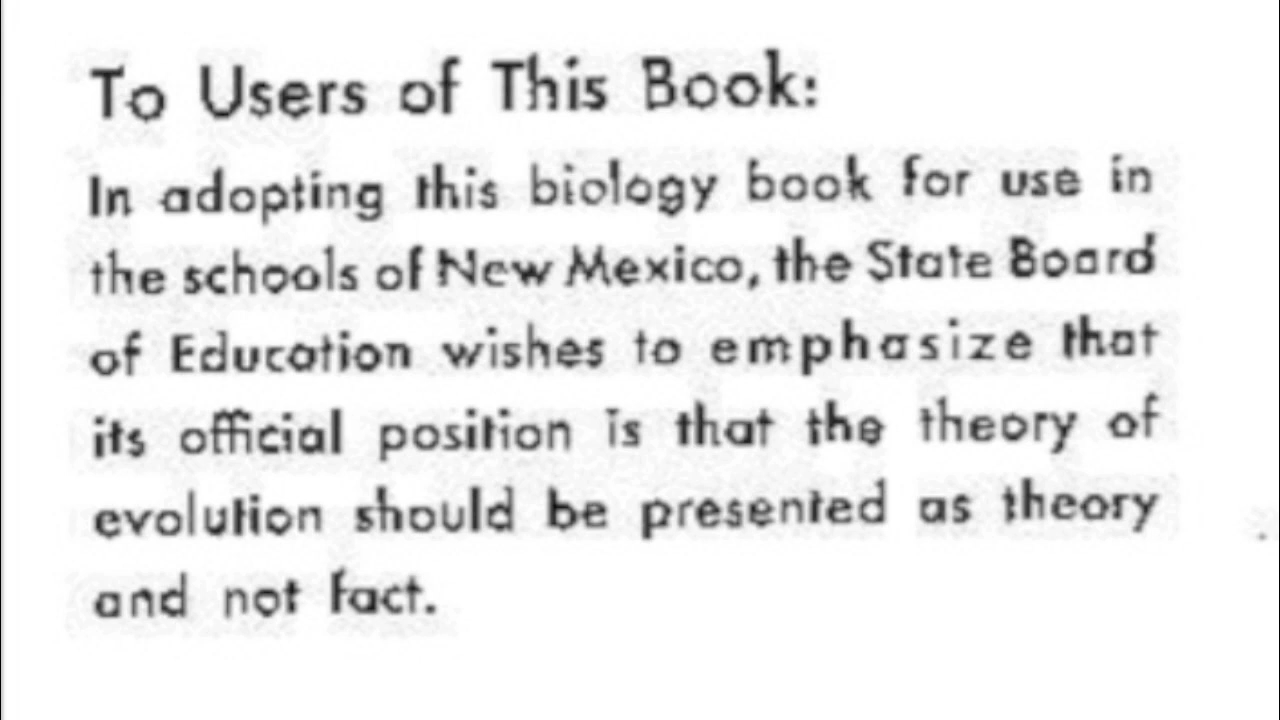 To Users of This Book:
In adopting this biology book for use in
the schools of New Mexico, the State Board
of Education wishes to emphasize that
its official position is that the theory of
evolution should be presented as theory
and not fact.